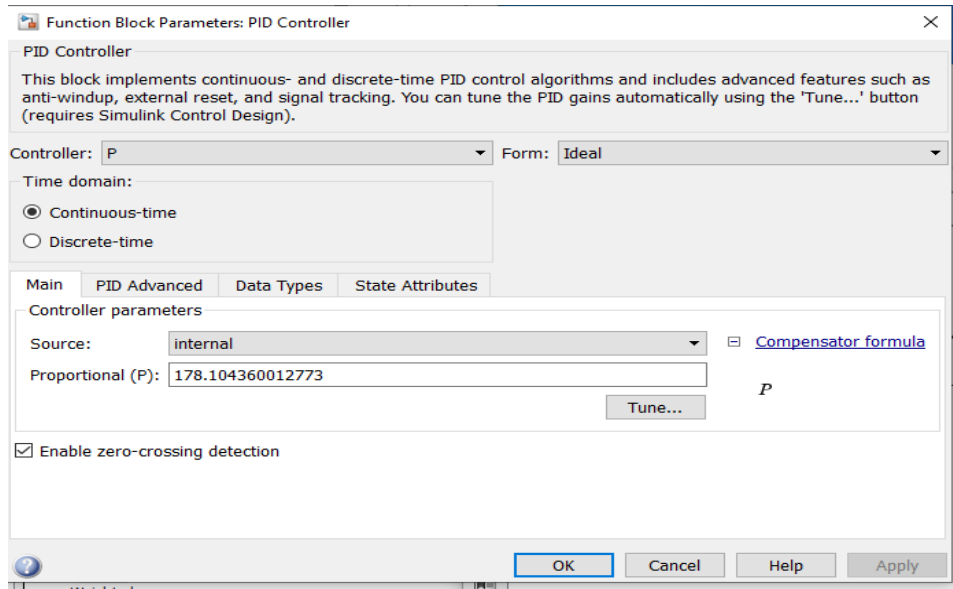 Function Block Parameters: PID Controller
PID Controller
This block implements continuous- and discrete-time PID control algorithms and includes advanced features such as
anti-windup, external reset, and signal tracking. You can tune the PID gains automatically using the 'Tune...' button
(requires Simulink Control Design).
Controller: P Form: Ideal
Time domain:
Continuous-time
Discrete-time
Main PID Advanced Data Types State Attributes
Controller parameters
Source: internal Compensator formula
Proportional (P): 178.104360012773
P
Tune...
Enable zero-crossing detection
OK Cancel Help Apply